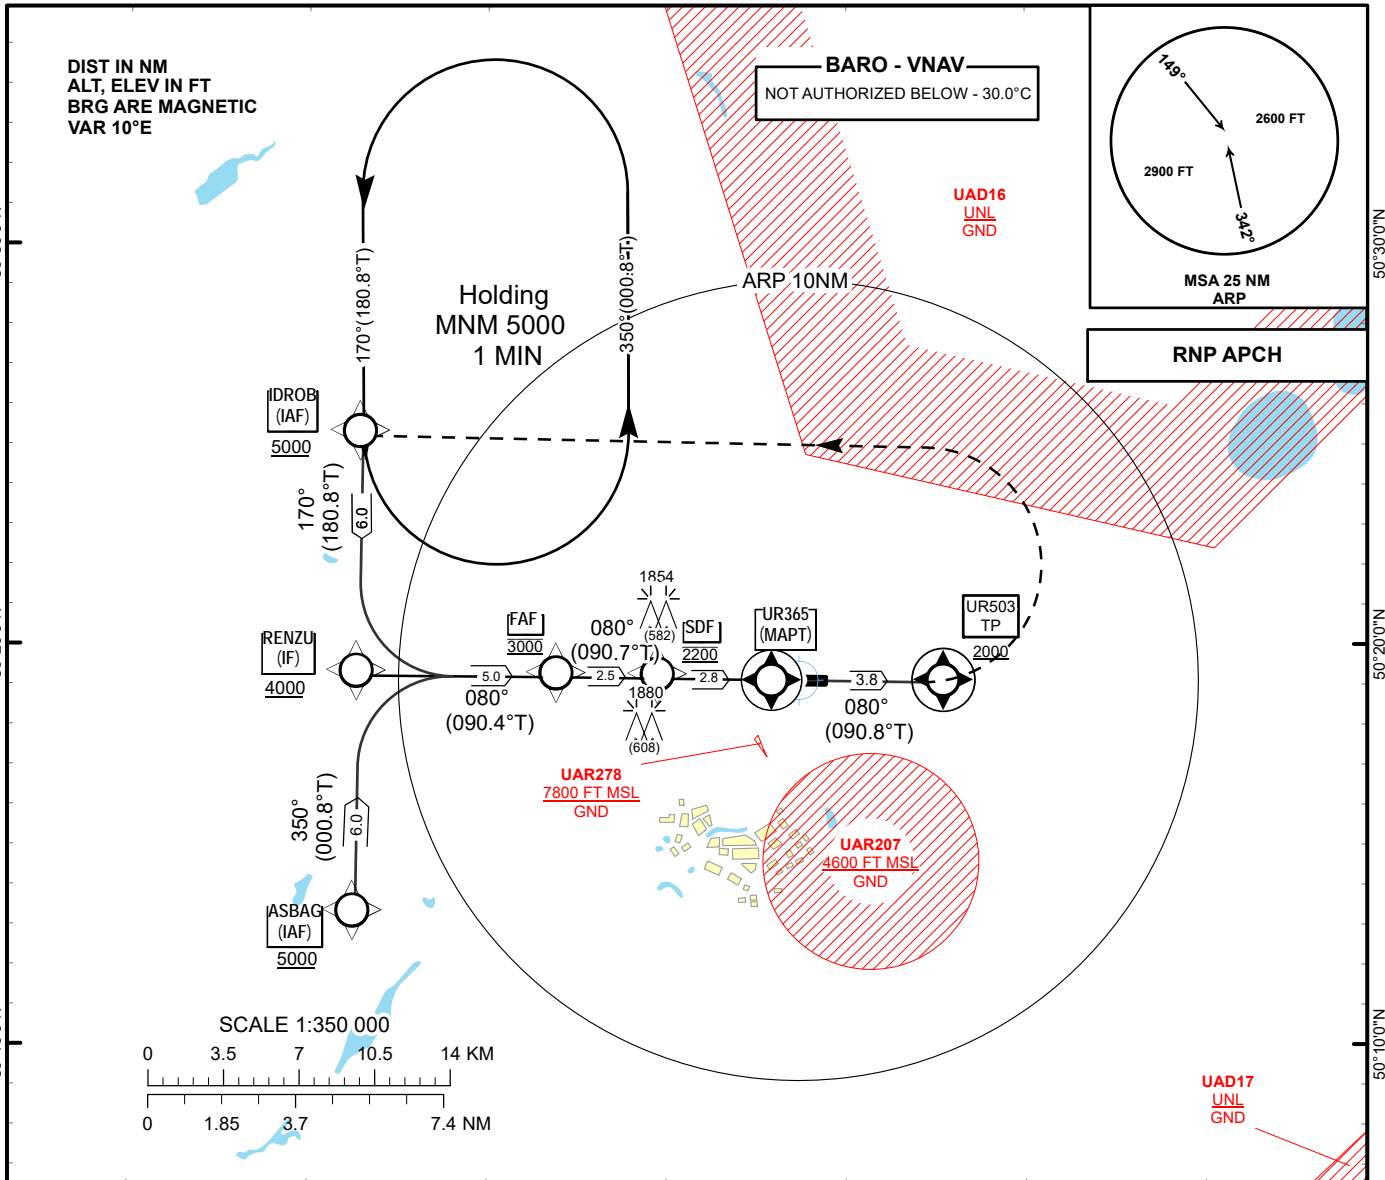 DIST IN NM
ALT, ELEV IN FT
BRG ARE MAGNETIC
VAR 10°E
BARO - VNAV
NOT AUTHORIZED BELOW - 30.0°C
149°
2600 FT
2900 FT
342°
MSA 25 NM
ARP
RNP APCH
UAD16
UNL
GND
50°30'0"N
ARP 10NM
170°(180.8°T)
350°(000.8°T)
Holding
MNM 5000
1 MIN
IDROB
(IAF)
5000
170°
(180.8°T)
6.0
RENZU
(IF)
4000
5.0
080°
(090.4°T)
FAF
3000
080°
(090.7°T)
2.5
1854
(582)
1880
(608)
SDF
2200
2.8
UR365
(MAPT)
3.8
080°
(090.8°T)
UR503
TP
2000
50°20'0"N
350°
(000.8°T)
6.0
ASBAG
(IAF)
5000
UAR278
7800 FT MSL
GND
UAR207
4600 FT MSL
GND
SCALE 1:350 000
0 3.5 7 10.5 14 KM
0 1.85 3.7 7.4 NM
50°10'0"N
UAD17
UNL
GND